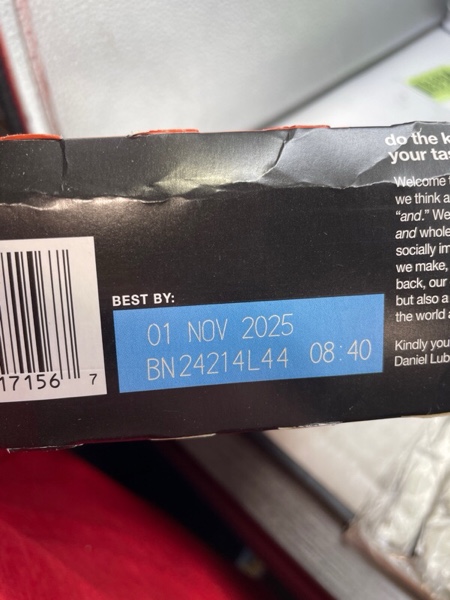 do the k
your tas
Welcome
we think a
“and.” We
and whole
socially im
we make,
back, our
but also a
the world a
Kindly you
Daniel Lub
BEST BY:
01 NOV 2025
BN24214L44 08:40
17156 7